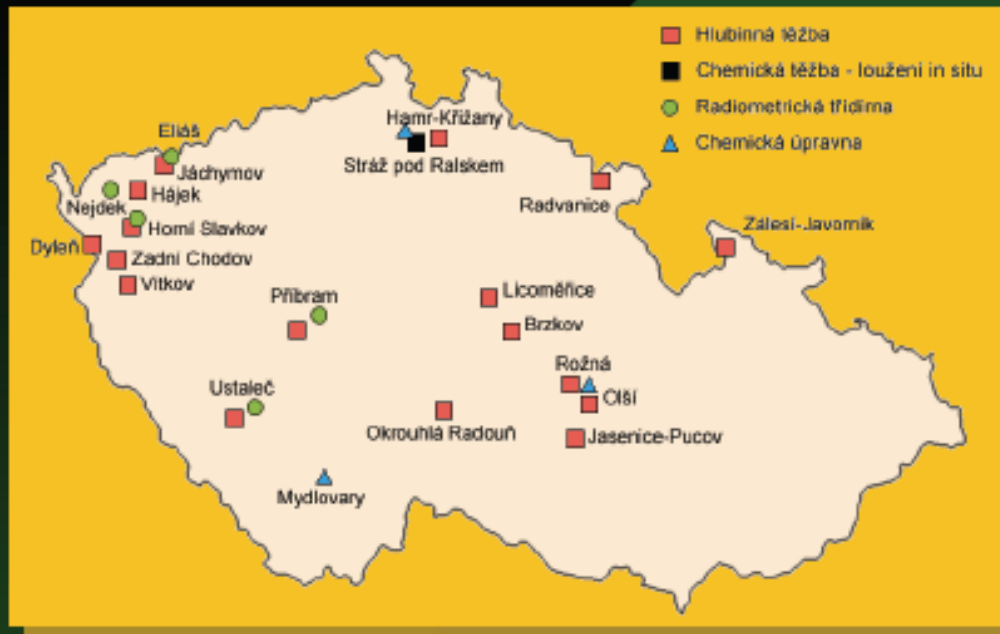 Hlubinná těžba
Chemická těžba - loužení in situ
Radiometrická třídírna
Chemická úpravna
Hamr-Křižany
Eliáš
Stráž pod Ralskem
Jáchymov
Hájek
Nejdek
Radvanice
Zálesí-Javorník
Horní Slavkov
Dyleň
Zadní Chodov
Vítkov
Příbram
Licoměřice
Brzkov
Rožná
Ustaleč
Olší
Okrouhlá Radouň
Jasenice-Pucov
Mydlovary